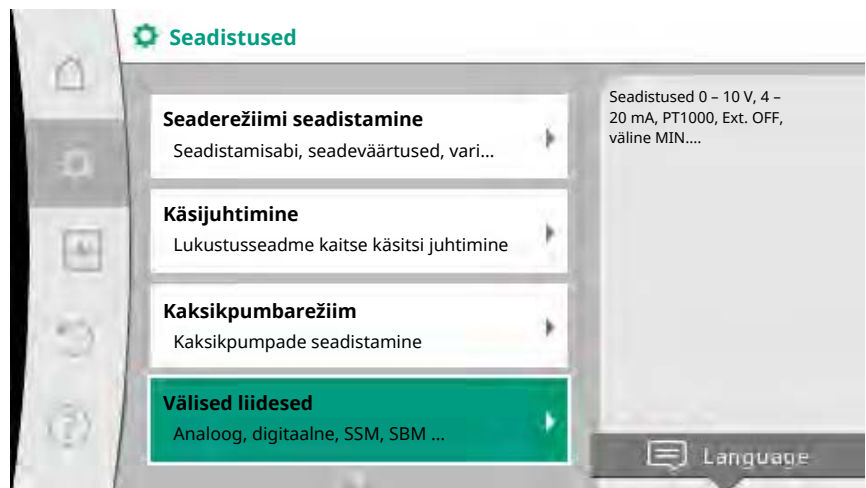 Seadistused
Seaderežiimi seadistamine
Seadistamisabi, seadeväärtused, vari...
Käsijuhtimine
Lukustusseadme kaitse käsitsi juhtimine
Kaksikpumbarežiim
Kaksikpumpade seadistamine
Välised liidesed
Analoog, digitaalne, SSM, SBM ...
Seadistused 0 – 10 V, 4 –
20 mA, PT1000, Ext. OFF,
väline MIN....
Language